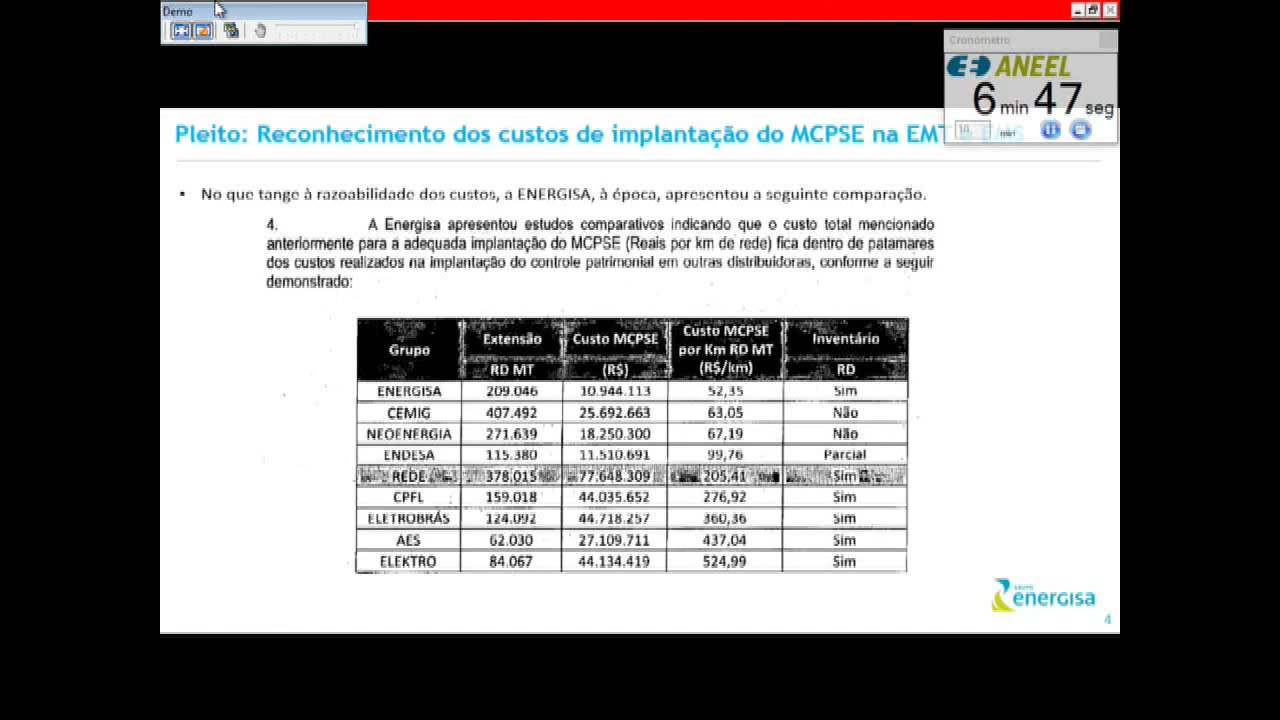 Demo
Cronômetro
ANEEL
6 min 47 seg
min
Pleito: Reconhecimento dos custos de implantação do MCPSE na EMT e EMS
• No que tange à razoabilidade dos custos, a ENERGISA, à época, apresentou a seguinte comparação.
4. A Energisa apresentou estudos comparativos indicando que o custo total mencionado
anteriormente para a adequada implantação do MCPSE (Reais por km de rede) fica dentro de patamares
dos custos realizados na implantação do controle patrimonial em outras distribuidoras, conforme a seguir
demonstrado:
Grupo Extensão RD MT Custo MCPSE (R$) Custo MCPSE por Km RD MT (R$/km) Inventário RD
ENERGISA 209.046 10.944.113 52,35 Sim
CEMIG 407.492 25.692.663 63,05 Não
NEOENERGIA 271.639 18.250.300 67,19 Não
ENDESA 115.380 11.510.691 99,76 Parcial
REDE 378.015 77.648.309 205,41 Sim
CPFL 159.018 44.035.652 276,92 Sim
ELETROBRÁS 124.092 44.718.257 360,36 Sim
AES 62.030 27.109.711 437,04 Sim
ELEKTRO 84.067 44.134.419 524,99 Sim
GRUPO
energisa
4